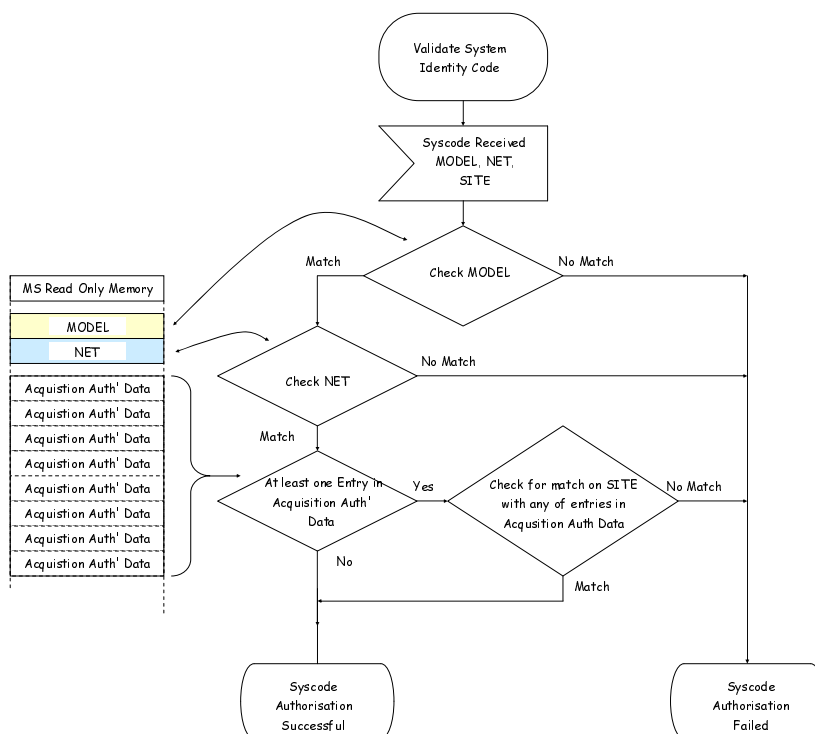 Validate System
Identity Code
Syscode Received
MODEL, NET,
SITE
Match
Check MODEL
No Match
MS Read Only Memory
MODEL
NET
No Match
Check NET
Acquistion Auth' Data
Acquistion Auth' Data
Acquistion Auth' Data
Acquistion Auth' Data
Acquistion Auth' Data
Acquistion Auth' Data
Acquistion Auth' Data
Acquistion Auth' Data
Match
At least one Entry in
Acquisition Auth'
Data
Yes
Check for match on SITE
with any of entries in
Acqusition Auth Data
No Match
No
Match
Syscode
Authorisation
Successful
Syscode
Authorisation
Failed